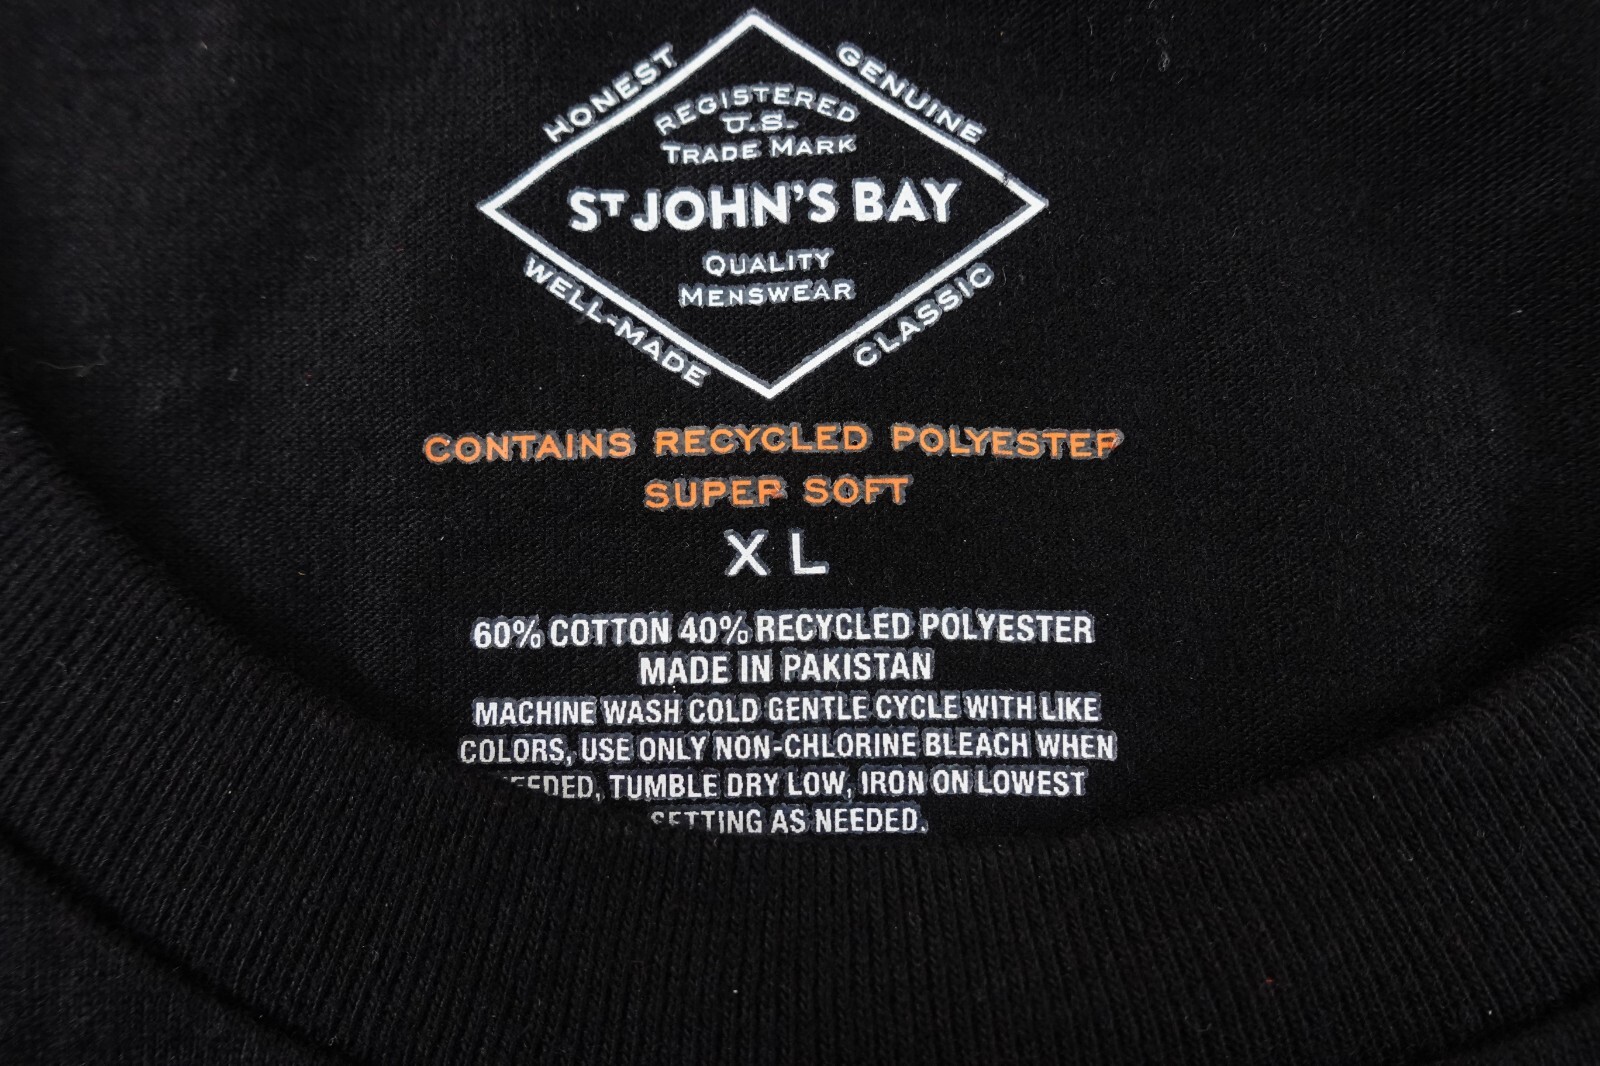 HONEST
GENUINE
REGISTERED
U.S.
TRADE MARK
ST JOHN'S BAY
QUALITY
MENSWEAR
WELL-MADE
CLASSIC
CONTAINS RECYCLED POLYESTER
SUPER SOFT
XL
60% COTTON 40% RECYCLED POLYESTER
MADE IN PAKISTAN
MACHINE WASH COLD GENTLE CYCLE WITH LIKE
COLORS, USE ONLY NON-CHLORINE BLEACH WHEN
NEEDED, TUMBLE DRY LOW, IRON ON LOWEST
SETTING AS NEEDED.